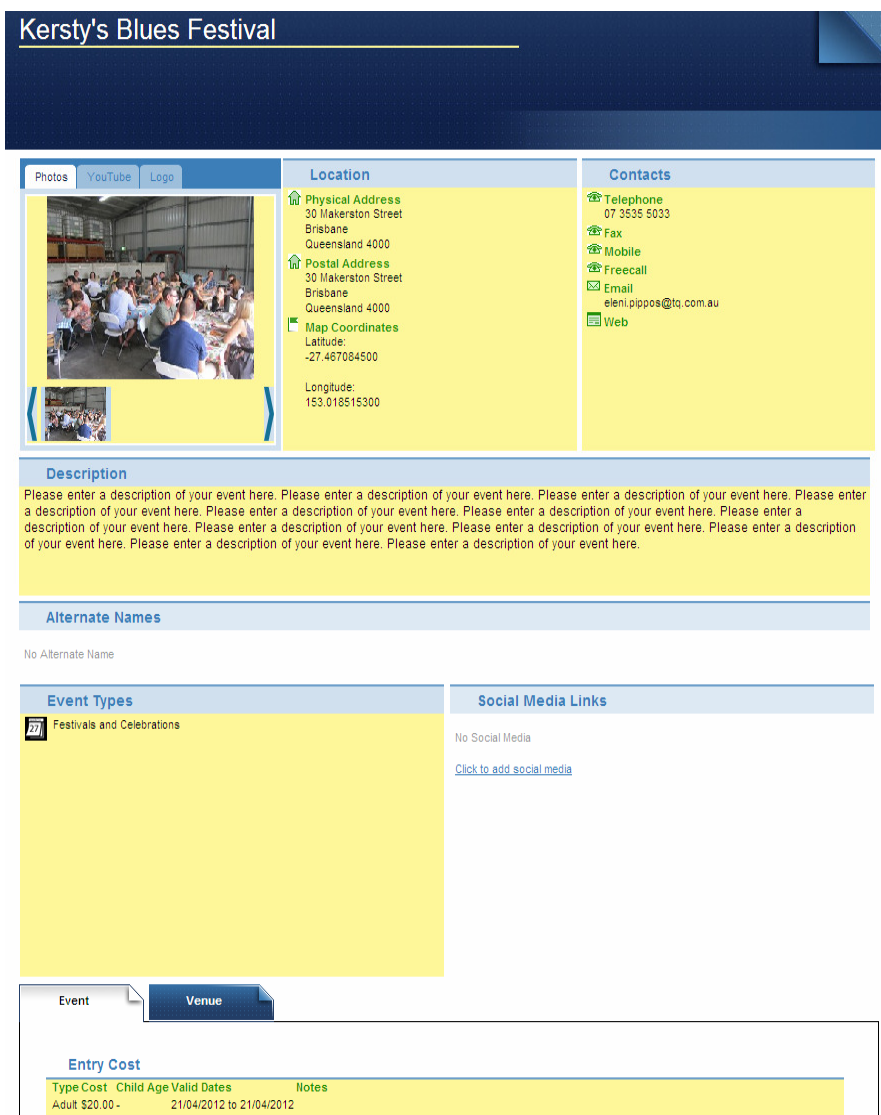 Kersty's Blues Festival
Photos YouTube Logo
Location
Physical Address
30 Makerston Street
Brisbane
Queensland 4000
Postal Address
30 Makerston Street
Brisbane
Queensland 4000
Map Coordinates
Latitude:
-27.467084500
Longitude:
153.018515300
Contacts
Telephone
07 3535 5033
Fax
Mobile
Freecall
Email
eleni.pippos@tq.com.au
Web
Description
Please enter a description of your event here. Please enter a description of your event here. Please enter a description of your event here. Please enter
a description of your event here. Please enter a description of your event here. Please enter a description of your event here. Please enter a
description of your event here. Please enter a description of your event here. Please enter a description of your event here. Please enter a description
of your event here. Please enter a description of your event here. Please enter a description of your event here.
Alternate Names
No Alternate Name
Event Types
27 Festivals and Celebrations
Social Media Links
No Social Media
Click to add social media
Event Venue
Entry Cost
Type Cost Child Age Valid Dates Notes
Adult $20.00 - 21/04/2012 to 21/04/2012